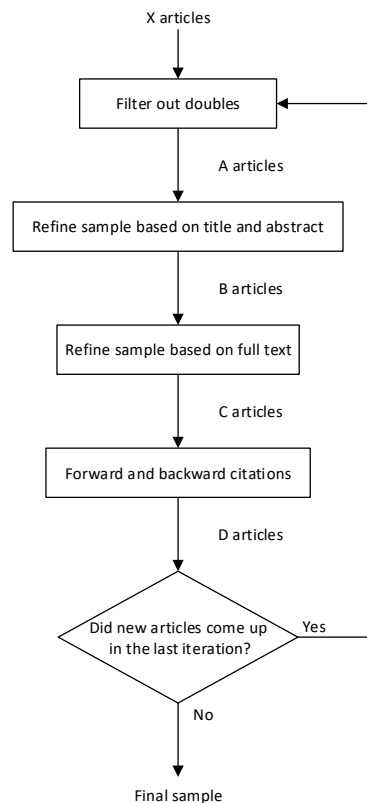 X articles
Filter out doubles
A articles
Refine sample based on title and abstract
B articles
Refine sample based on full text
C articles
Forward and backward citations
D articles
Did new articles come up
in the last iteration?
Yes
No
Final sample